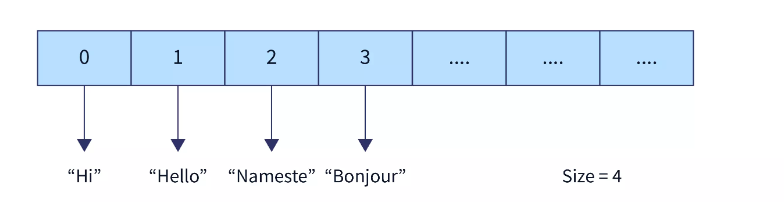 0 1 2 3 .... .... ....
“Hi” “Hello” “Nameste” “Bonjour” Size = 4